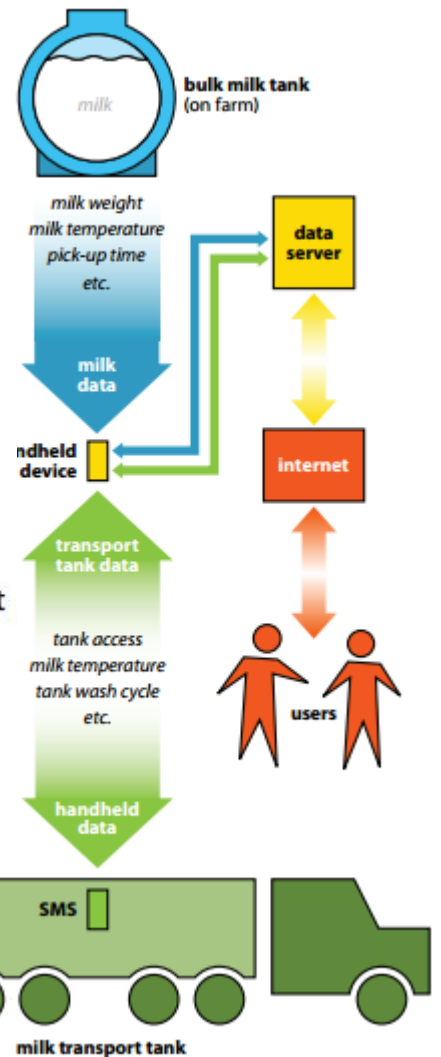 milk
bulk milk tank
(on farm)
milk weight
milk temperature
pick-up time
etc.
milk
data
data
server
ndheld
device
internet
transport
tank data
t
tank access
milk temperature
tank wash cycle
etc.
users
handheld
data
SMS
milk transport tank